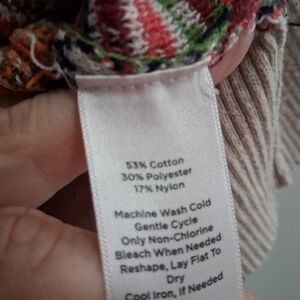 53% Cotton
30% Polyester
17% Nylon
Machine Wash Cold
Gentle Cycle
Only Non-Chlorine
Bleach When Needed
Reshape, Lay Flat To
Dry
Cool Iron, If Needed